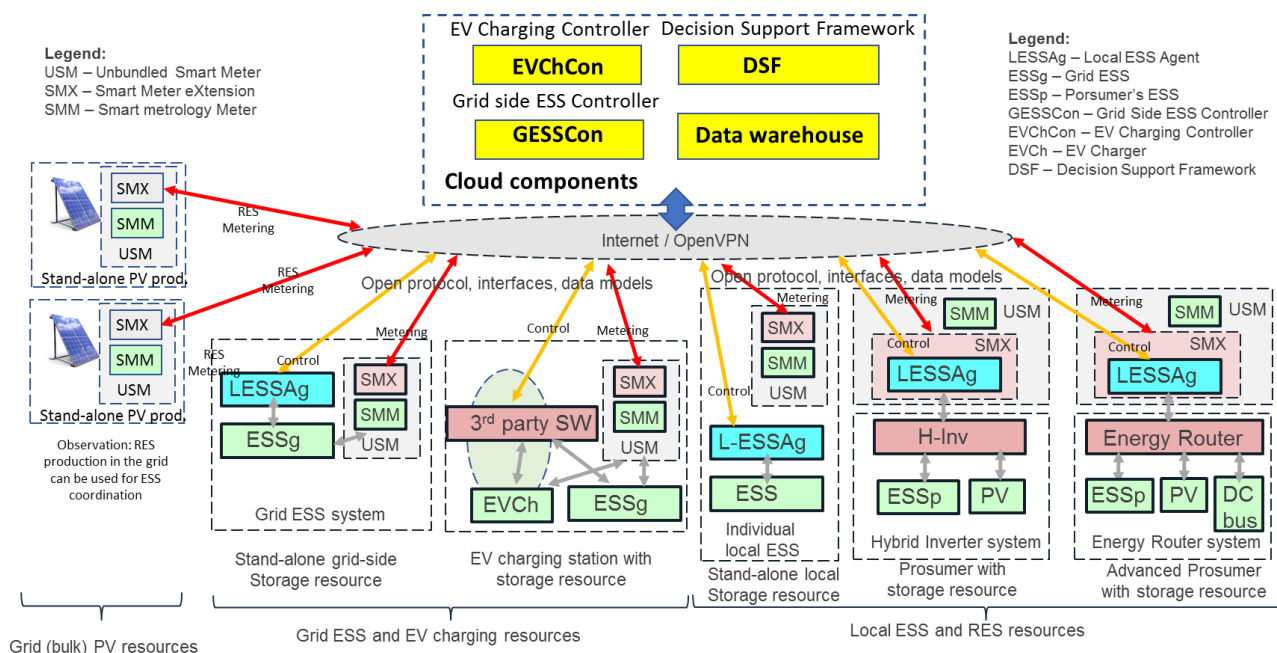 Legend:
USM – Unbundled Smart Meter
SMX – Smart Meter eXtension
SMM – Smart metrology Meter
EV Charging Controller
Decision Support Framework
EVChCon
DSF
Grid side ESS Controller
GESSCon
Data warehouse
Cloud components
Legend:
LESSAg – Local ESS Agent
ESSg – Grid ESS
ESSp – Porsumer's ESS
GESSCon – Grid Side ESS Controller
EVChCon – EV Charging Controller
EVCh – EV Charger
DSF – Decision Support Framework
Internet / OpenVPN
Open protocol, interfaces, data models
Open protocol, interfaces, data models
SMX
SMM
USM
Stand-alone PV prod.
RES
Metering
SMX
SMM
USM
Stand-alone PV prod.
RES
Metering
Observation: RES
production in the grid
can be used for ESS
coordination
Grid (bulk) PV resources
RES
Metering
Control
Metering
LESSAg
ESSg
SMX
SMM
USM
Grid ESS system
Stand-alone grid-side
Storage resource
Control
Metering
3rd party SW
EVCh
ESSg
SMX
SMM
USM
EV charging station with
storage resource
Grid ESS and EV charging resources
Metering
Control
SMX
SMM
USM
L-ESSAg
ESS
Individual
local ESS
Stand-alone local
Storage resource
Metering
SMM
USM
Control
SMX
LESSAg
H-Inv
ESSp
PV
Hybrid Inverter system
Prosumer with
storage resource
Metering
SMM
USM
Control
SMX
LESSAg
Energy Router
ESSp
PV
DC
bus
Energy Router system
Advanced Prosumer
with storage resource
Local ESS and RES resources